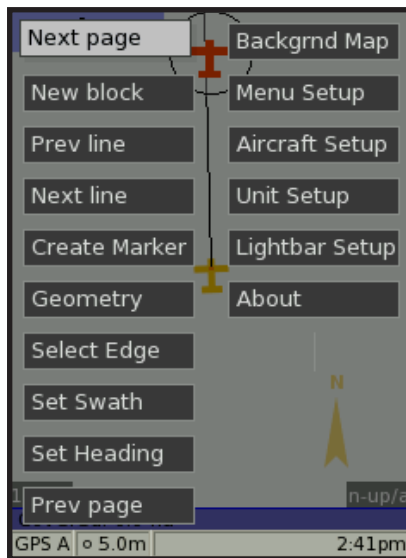 Next page
New block
Prev line
Next line
Create Marker
Geometry
Select Edge
Set Swath
Set Heading
Prev page
Backgrnd Map
Menu Setup
Aircraft Setup
Unit Setup
Lightbar Setup
About
N
n-up/a
GPS A
5.0m
2:41pm